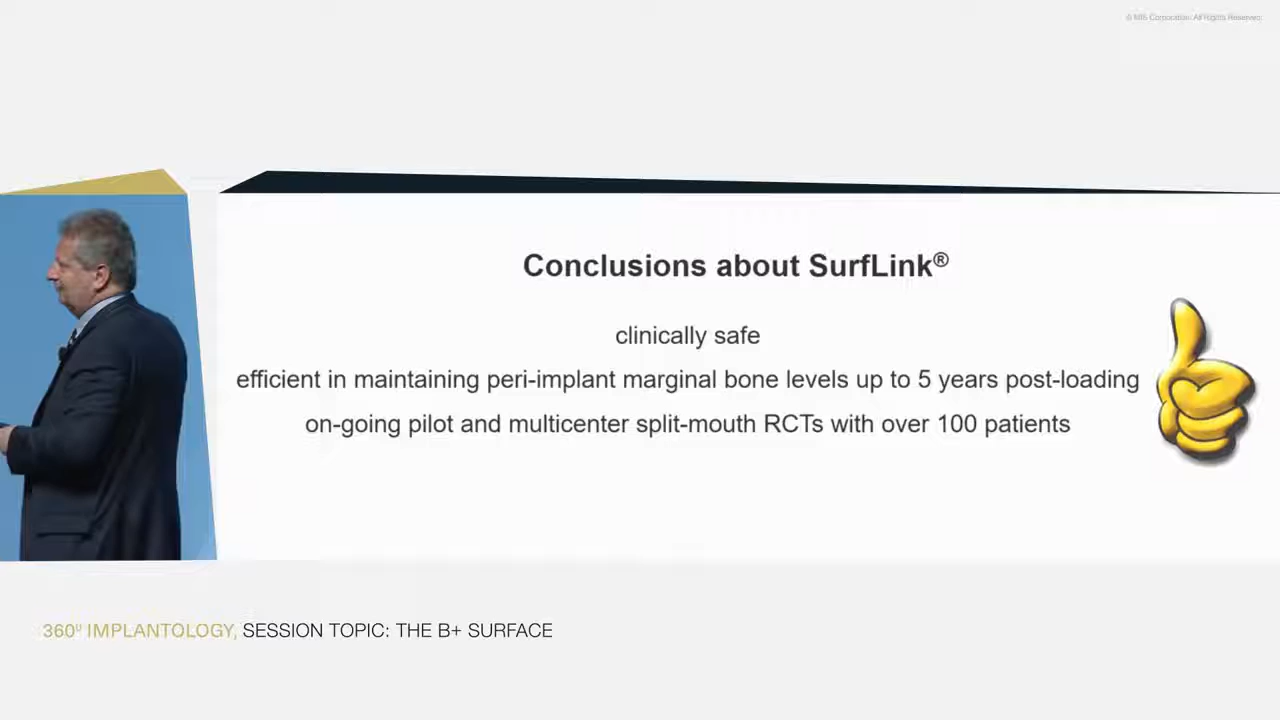 © MIS Corporation. All Rights Reserved.
Conclusions about SurfLink®
clinically safe
efficient in maintaining peri-implant marginal bone levels up to 5 years post-loading
on-going pilot and multicenter split-mouth RCTs with over 100 patients
360° IMPLANTOLOGY, SESSION TOPIC: THE B+ SURFACE